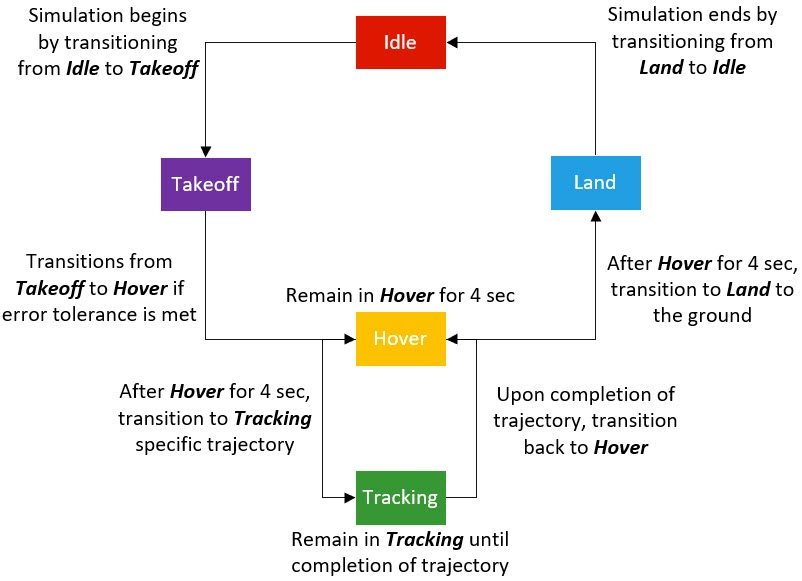 Simulation begins
by transitioning
from Idle to Takeoff
Idle
Simulation ends by
transitioning from
Land to Idle
Takeoff
Land
Transitions from
Takeoff to Hover if
error tolerance is met
Remain in Hover for 4 sec
Hover
After Hover for 4 sec,
transition to Land to
the ground
After Hover for 4 sec,
transition to Tracking
specific trajectory
Upon completion of
trajectory, transition
back to Hover
Tracking
Remain in Tracking until
completion of trajectory